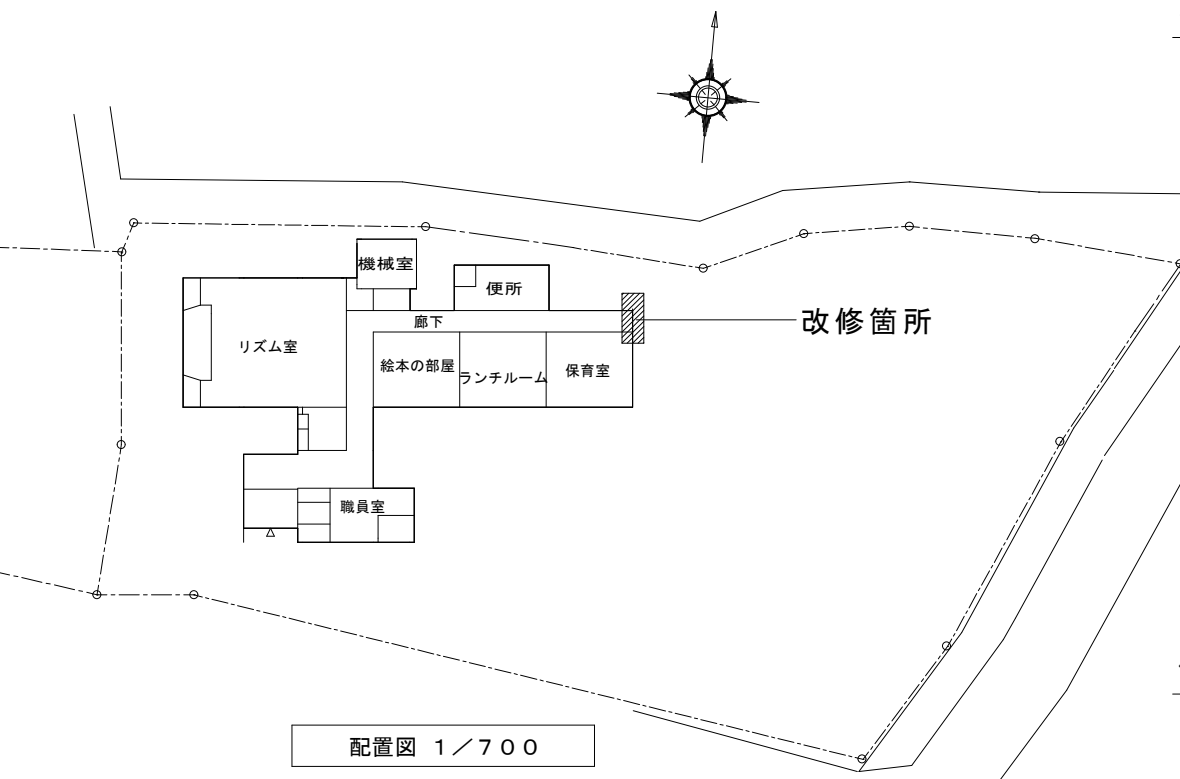 機械室
便所
廊下
改修箇所
リズム室
絵本の部屋
ランチルーム
保育室
職員室
配置図 1／700